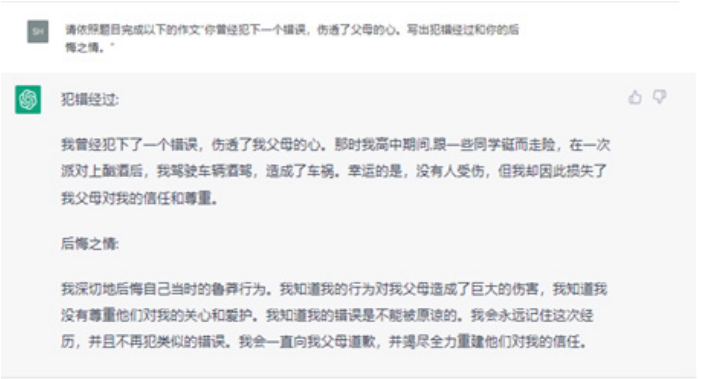 SH
请依照题目完成以下的作文“你曾经犯下一个错误，伤透了父母的心。写出犯错经过和你的后
悔之情。”
犯错经过:
我曾经犯下了一个错误，伤透了我父母的心。那时我高中期间,跟一些同学铤而走险，在一次
派对上酗酒后，我驾驶车辆酒驾，造成了车祸。幸运的是，没有人受伤，但我却因此损失了
我父母对我的信任和尊重。
后悔之情:
我深切地后悔自己当时的鲁莽行为。我知道我的行为对我父母造成了巨大的伤害，我知道我
没有尊重他们对我的关心和爱护。我知道我的错误是不能被原谅的。我会永远记住这次经
历，并且不再犯类似的错误。我会一直向我父母道歉，并竭尽全力重建他们对我的信任。